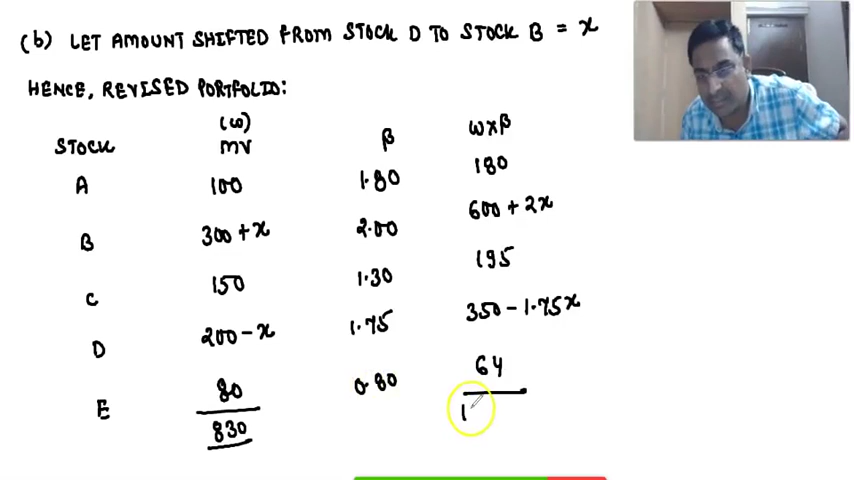 (b) LET AMOUNT SHIFTED FROM STOCK D TO STOCK B = x
HENCE, REVISED PORTFOLIO:
STOCK (w) MV β w×β
A 100 1.80 180
B 300 + x 2.00 600 + 2x
C 150 1.30 195
D 200 - x 1.75 350 - 1.75x
E 80 0.80 64
830 1